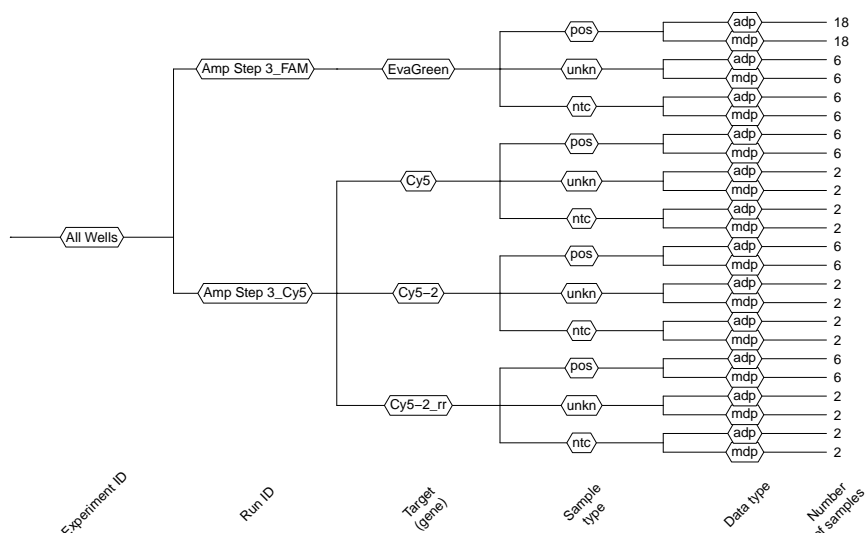 adp 18
pos
mdp 18
Amp Step 3_FAM EvaGreen unkn adp 6
mdp 6
ntc adp 6
mdp 6
pos adp 6
mdp 6
Cy5 unkn adp 2
mdp 2
ntc adp 2
mdp 2
All Wells
pos adp 6
mdp 6
Amp Step 3_Cy5 Cy5−2 unkn adp 2
mdp 2
ntc adp 2
mdp 2
pos adp 6
mdp 6
Cy5−2_rr unkn adp 2
mdp 2
ntc adp 2
mdp 2
Experiment ID
Run ID
Target
(gene)
Sample
type
Data type
Number
of samples